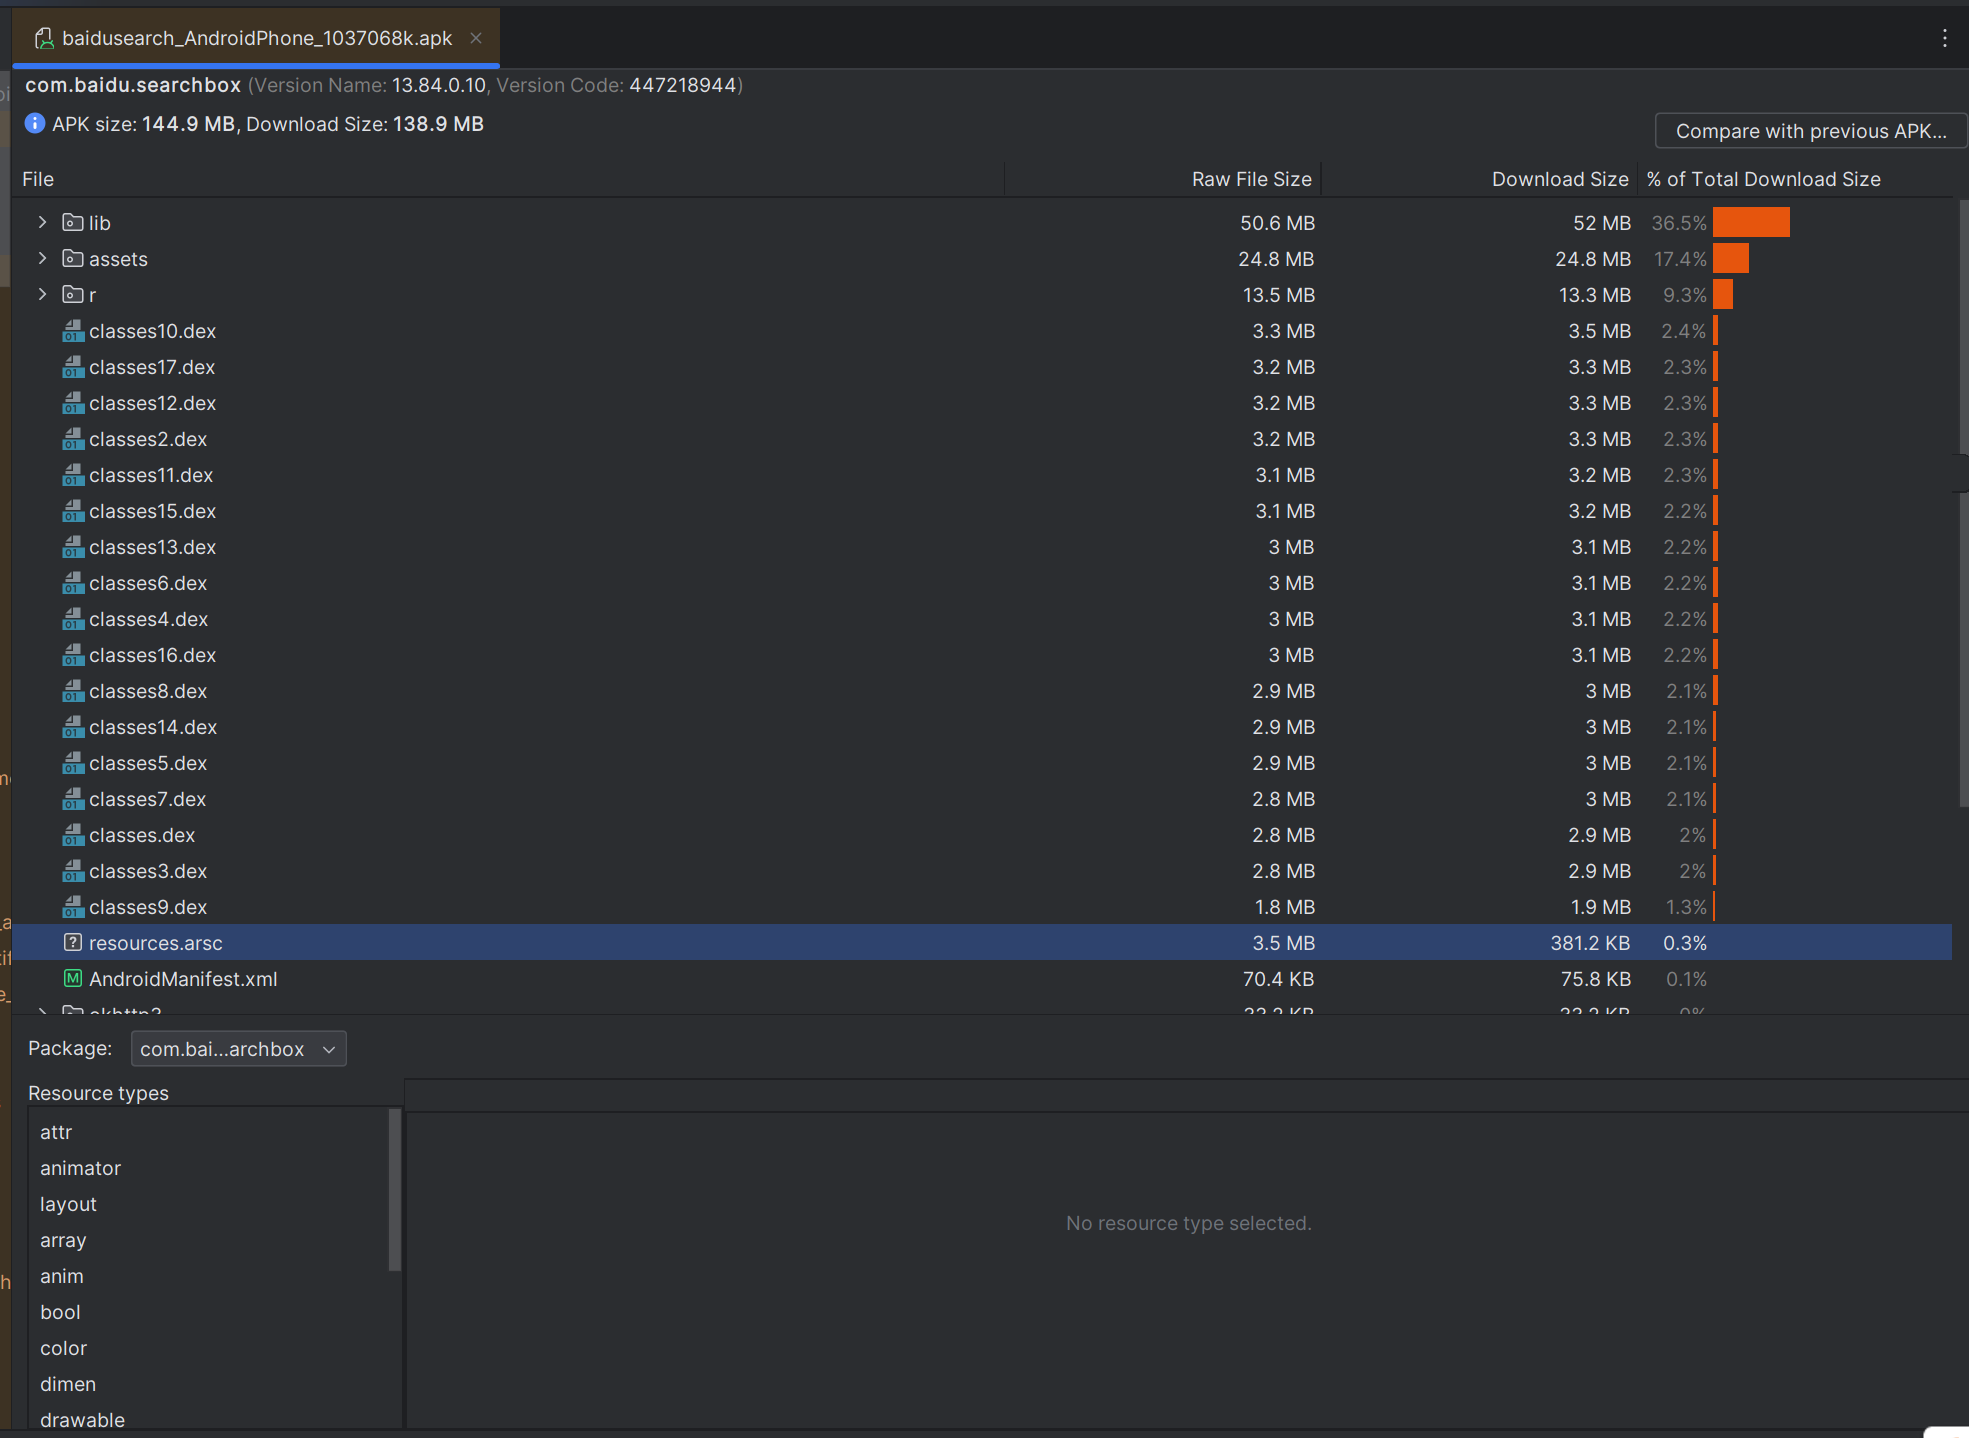 baidusearch_AndroidPhone_1037068k.apk
com.baidu.searchbox (Version Name: 13.84.0.10, Version Code: 447218944)
APK size: 144.9 MB, Download Size: 138.9 MB
Compare with previous APK...
File Raw File Size Download Size % of Total Download Size
lib 50.6 MB 52 MB 36.5%
assets 24.8 MB 24.8 MB 17.4%
r 13.5 MB 13.3 MB 9.3%
classes10.dex 3.3 MB 3.5 MB 2.4%
classes17.dex 3.2 MB 3.3 MB 2.3%
classes12.dex 3.2 MB 3.3 MB 2.3%
classes2.dex 3.2 MB 3.3 MB 2.3%
classes11.dex 3.1 MB 3.2 MB 2.3%
classes15.dex 3.1 MB 3.2 MB 2.2%
classes13.dex 3 MB 3.1 MB 2.2%
classes6.dex 3 MB 3.1 MB 2.2%
classes4.dex 3 MB 3.1 MB 2.2%
classes16.dex 3 MB 3.1 MB 2.2%
classes8.dex 2.9 MB 3 MB 2.1%
classes14.dex 2.9 MB 3 MB 2.1%
classes5.dex 2.9 MB 3 MB 2.1%
classes7.dex 2.8 MB 3 MB 2.1%
classes.dex 2.8 MB 2.9 MB 2%
classes3.dex 2.8 MB 2.9 MB 2%
classes9.dex 1.8 MB 1.9 MB 1.3%
resources.arsc 3.5 MB 381.2 KB 0.3%
AndroidManifest.xml 70.4 KB 75.8 KB 0.1%
okhttp3 33.2 KB 33.2 KB 0%
Package: com.bai...archbox
Resource types
attr
animator
layout
array
anim
bool
color
dimen
drawable
No resource type selected.